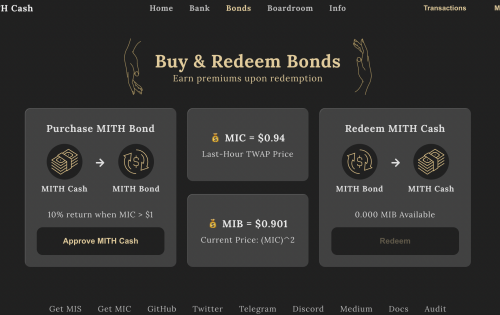 H Cash
Home Bank Bonds Boardroom Info
Transactions
M
Buy & Redeem Bonds
Earn premiums upon redemption
Purchase MITH Bond
MITH Cash MITH Bond
10% return when MIC > $1
Approve MITH Cash
MIC = $0.94
Last-Hour TWAP Price
MIB = $0.901
Current Price: (MIC)^2
Redeem MITH Cash
MITH Bond MITH Cash
0.000 MIB Available
Redeem
Get MIS Get MIC GitHub Twitter Telegram Discord Medium Docs Audit